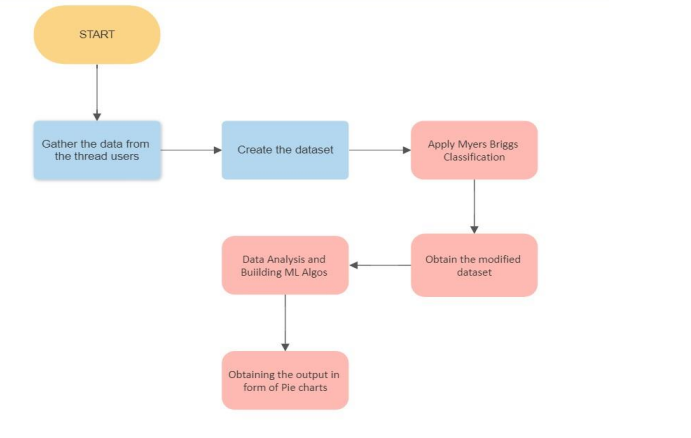 START
Gather the data from
the thread users
Create the dataset
Apply Myers Briggs
Classification
Obtain the modified
dataset
Data Analysis and
Buiilding ML Algos
Obtaining the output in
form of Pie charts